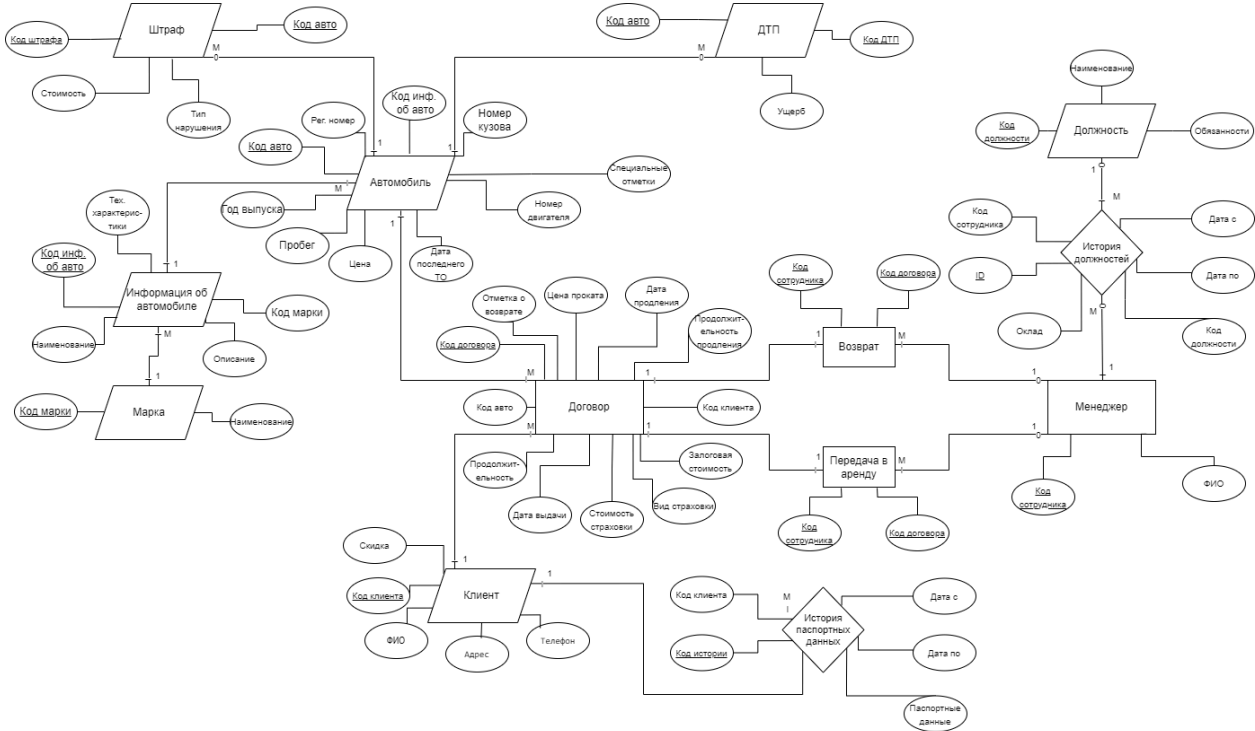 Штраф
Код авто
Код штрафа
Стоимость
Тип
нарушения
M
0
ДТП
Код авто
Код ДТП
Ущерб
M
0
Наименование
Должность
Код
должности
Обязанности
0
1
M
Код
сотрудника
Дата с
История
должностей
ID
Дата по
Оклад
Код
должности
M
0
1
Код инф.
об авто
Рег. номер
Номер
кузова
Код авто
1
1
Автомобиль
Специальные
отметки
M
Год выпуска
Номер
двигателя
Пробег
Цена
Дата
последнего
ТО
1
Тех.
характерис-
тики
Код инф.
об авто
1
Информация об
автомобиле
Код марки
Наименование
Описание
M
1
Код марки
Марка
Наименование
Код
сотрудника
Код договора
Возврат
1
M
Отметка о
возврате
Цена проката
Дата
продления
Продолжит-
ельность
продления
Код договора
M
1
Код авто
Договор
Код клиента
M
1
Продолжит-
ельность
Дата выдачи
Стоимость
страховки
Вид страховки
Залоговая
стоимость
1
0
Менеджер
1
0
Код
сотрудника
ФИО
1
Передача в
аренду
M
Код
сотрудника
Код договора
Скидка
1
Код клиента
Клиент
1
ФИО
Адрес
Телефон
Код клиента
M
Дата с
История
паспортных
данных
Код истории
Дата по
Паспортные
данные